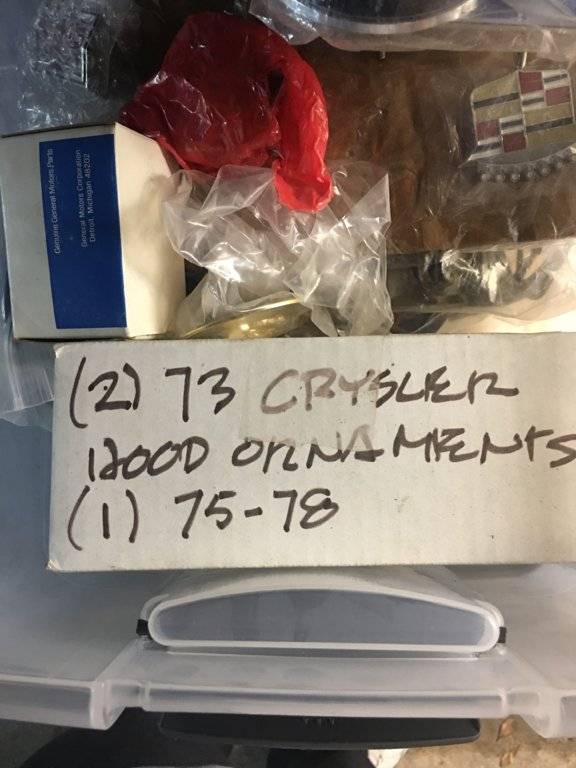 Genuine General Motors Parts
General Motors Corporation
Detroit, Michigan 48202
(2) 73 CRYSLER
HOOD ORNAMENTS
(1) 75-78